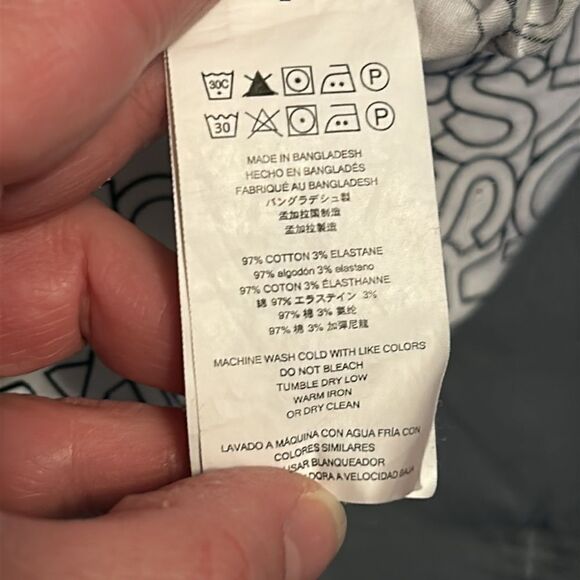 30C P
30 P
MADE IN BANGLADESH
HECHO EN BANGLADÉS
FABRIQUÉ AU BANGLADESH
バングラデシュ製
孟加拉国制造
孟加拉製造
97% COTTON 3% ELASTANE
97% algodón 3% elastano
97% COTON 3% ÉLASTHANNE
綿 97% エラステイン 3%
97% 棉 3% 氨纶
97% 棉 3% 加彈尼龍
MACHINE WASH COLD WITH LIKE COLORS
DO NOT BLEACH
TUMBLE DRY LOW
WARM IRON
OR DRY CLEAN
LAVADO A MÁQUINA CON AGUA FRÍA CON
COLORES SIMILARES
USAR BLANQUEADOR
A VELOCIDAD BAJA